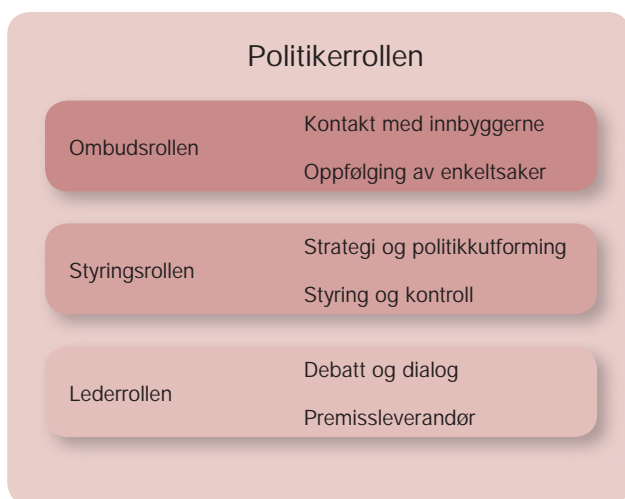 Politikerrollen
Ombudsrollen
Kontakt med innbyggerne
Oppfølging av enkeltsaker
Styringsrollen
Strategi og politikkutforming
Styring og kontroll
Lederrollen
Debatt og dialog
Premissleverandør